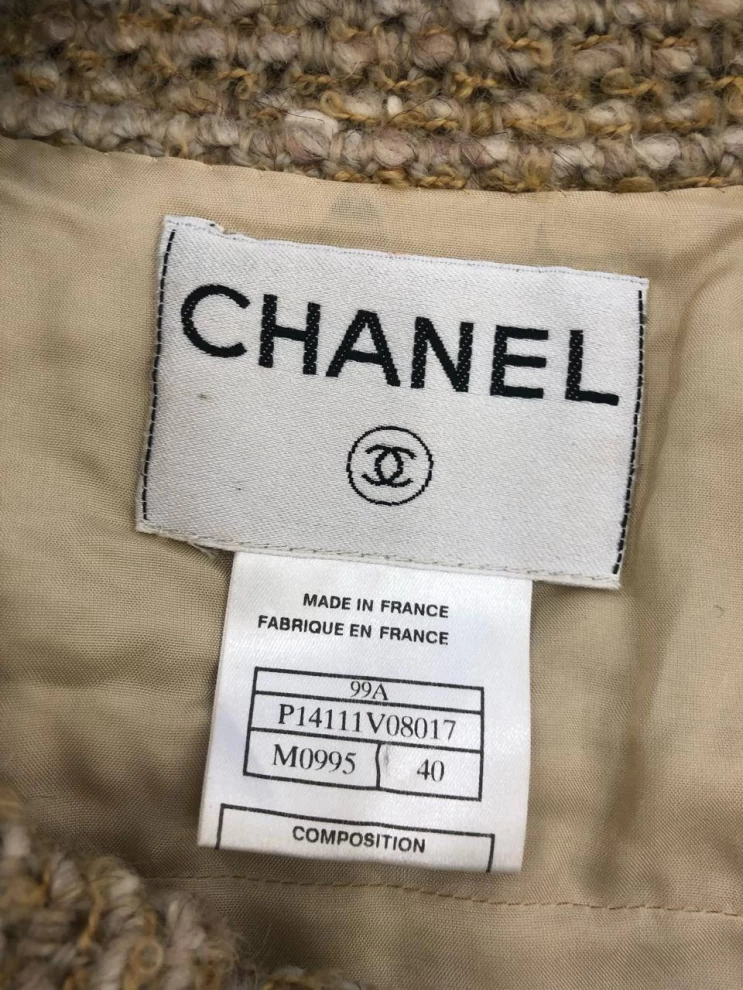 CHANEL
MADE IN FRANCE
FABRIQUE EN FRANCE
99A
P14111V08017
M0995 40
COMPOSITION